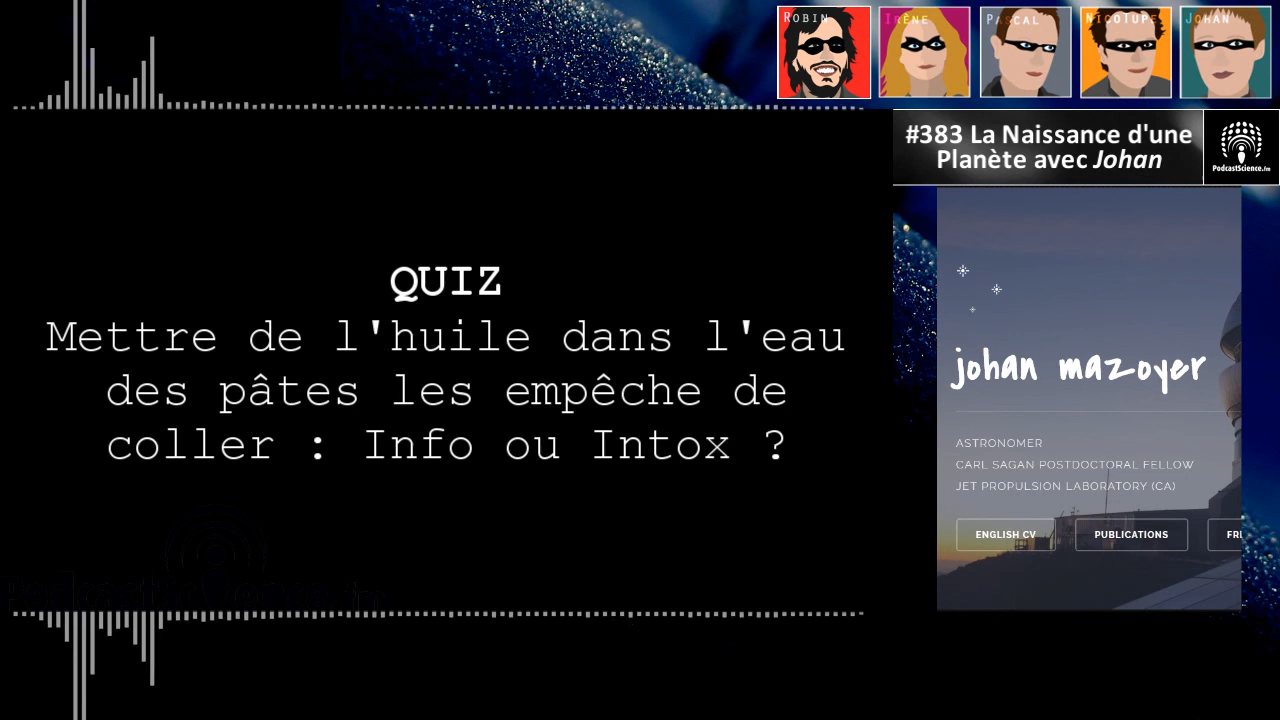 ROBIN
IRÈNE
PASCAL
NICOTUPE
JOHAN
#383 La Naissance d'une
Planète avec Johan
PodcastScience.fm
QUIZ
Mettre de l'huile dans l'eau
des pâtes les empêche de
coller : Info ou Intox ?
johan mazoyer
ASTRONOMER
CARL SAGAN POSTDOCTORAL FELLOW
JET PROPULSION LABORATORY (CA)
ENGLISH CV
PUBLICATIONS